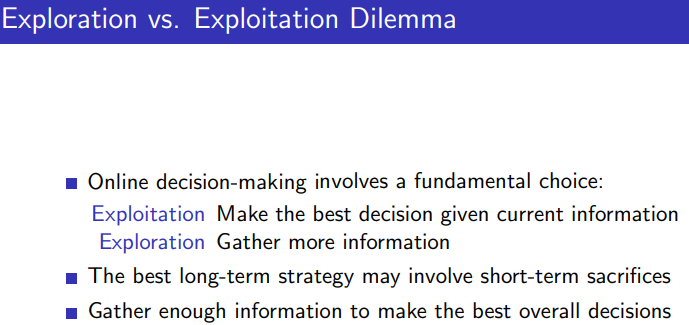 Exploration vs. Exploitation Dilemma
Online decision-making involves a fundamental choice:
Exploitation Make the best decision given current information
Exploration Gather more information
The best long-term strategy may involve short-term sacrifices
Gather enough information to make the best overall decisions